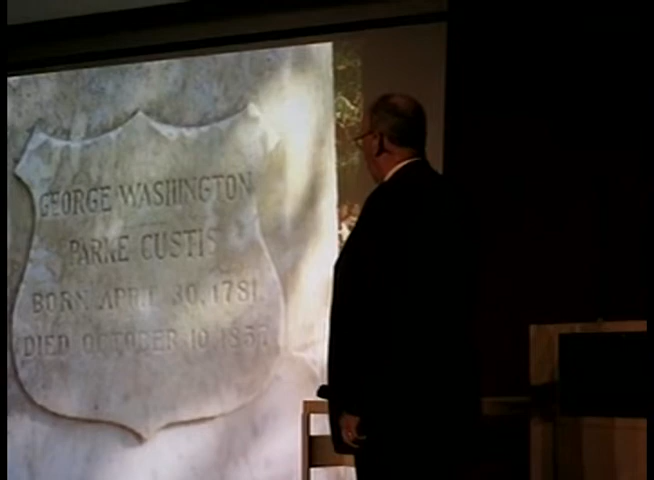 GEORGE WASHINGTON
PARKE CUSTIS
BORN APRIL 30, 1781
DIED OCTOBER 10, 1857